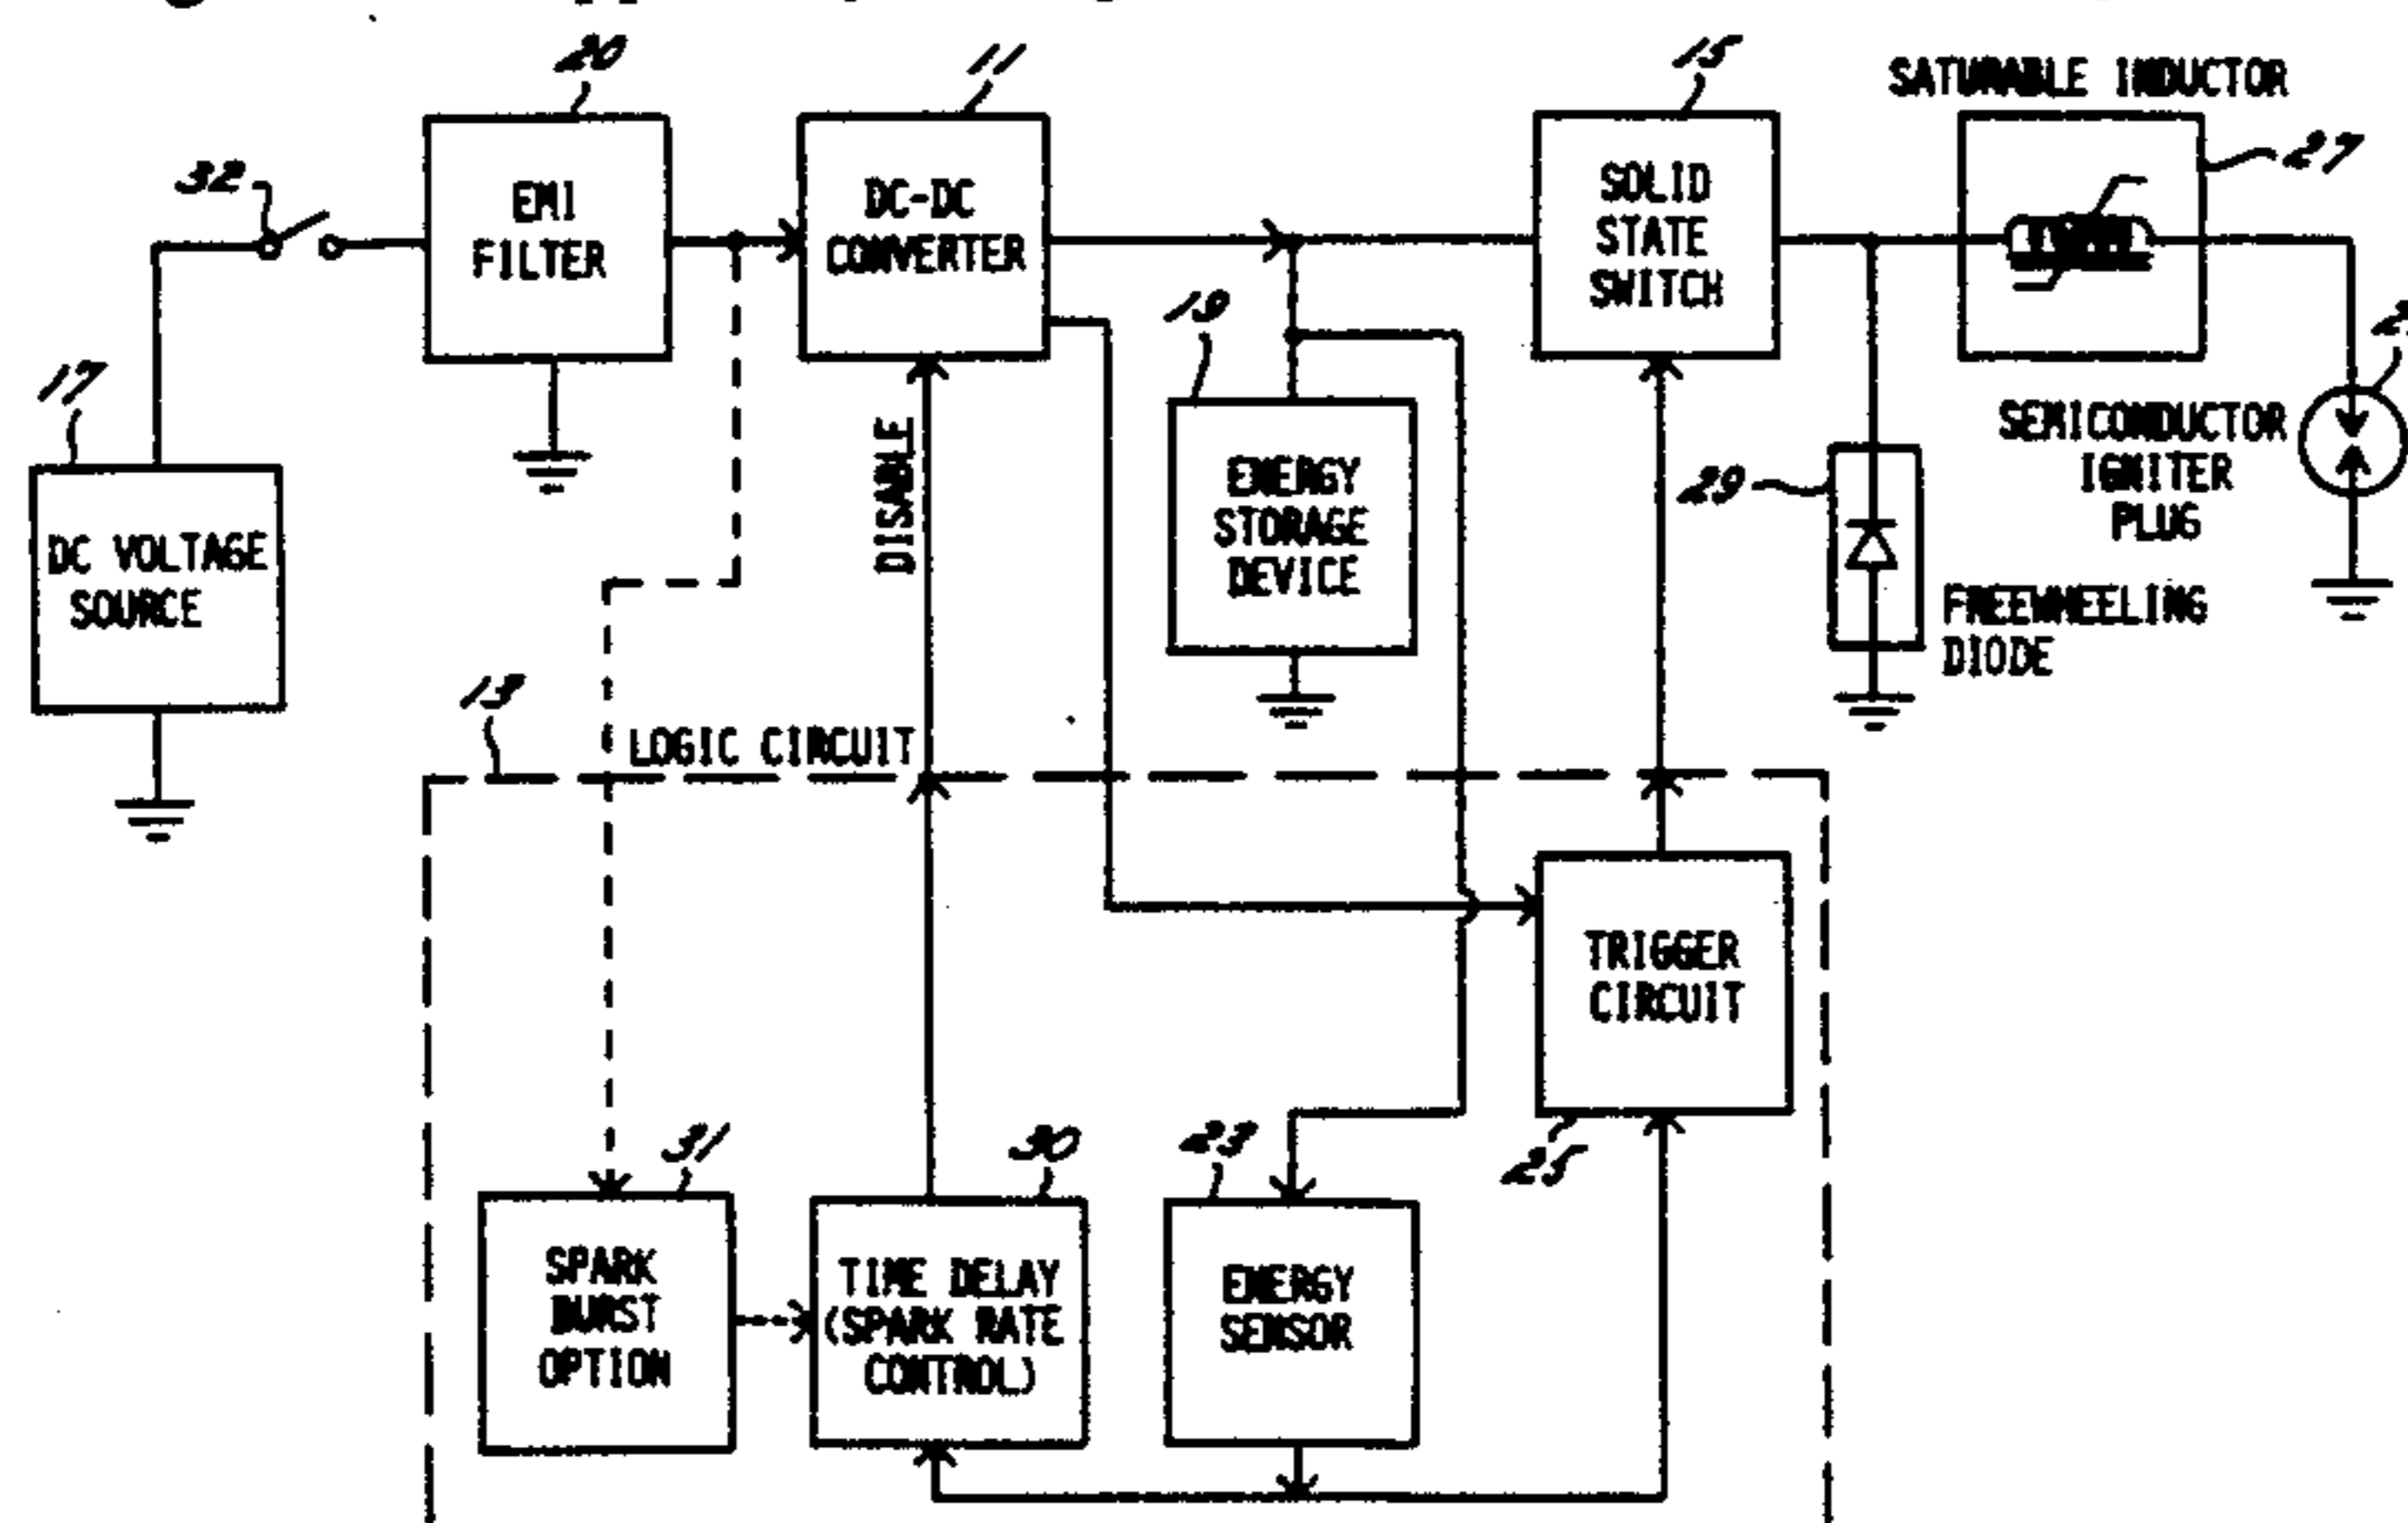 20
11
15
SATURABLE INDUCTOR
27
32
EMI
FILTER
DC-DC
CONVERTER
SOLID
STATE
SWITCH
19
17
DISABLE
SEMICONDUCTOR
IGNITER
PLUG
29
ENERGY
STORAGE
DEVICE
DC VOLTAGE
SOURCE
FREEWHEELING
DIODE
13
LOGIC CIRCUIT
TRIGGER
CIRCUIT
25
31
30
23
SPARK
BURST
OPTION
TIME DELAY
(SPARK RATE
CONTROL)
ENERGY
SENSOR